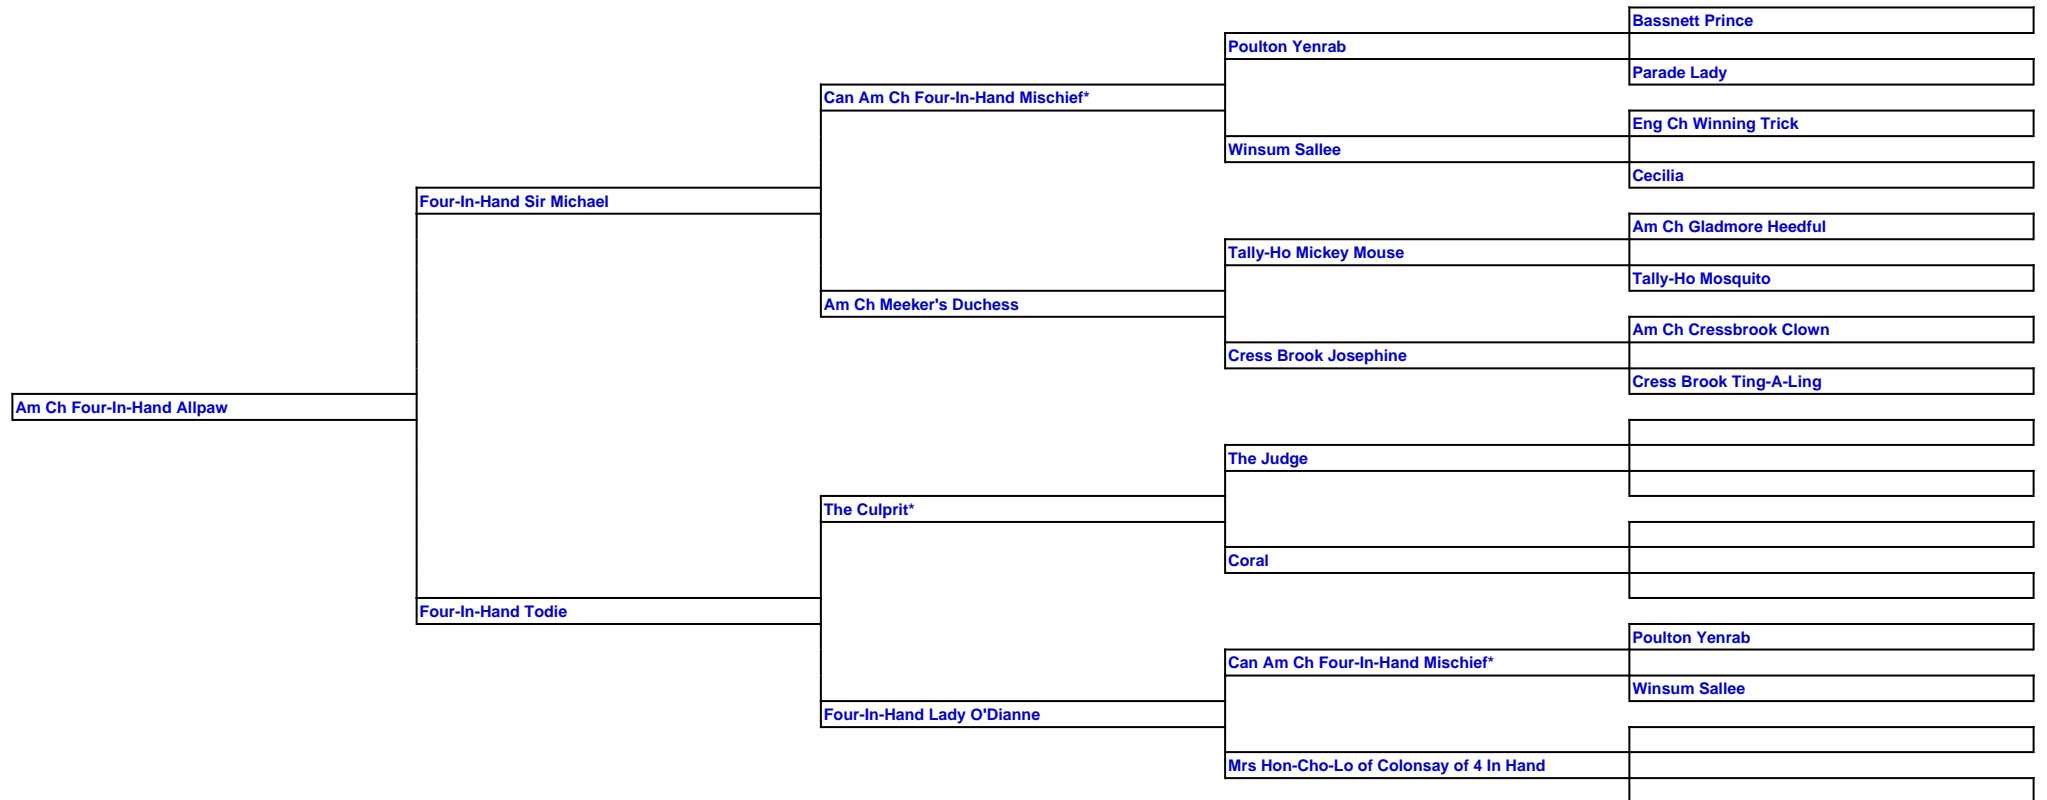 Bassnett Prince
Poulton Yenrab
Parade Lady
Can Am Ch Four-In-Hand Mischief*
Eng Ch Winning Trick
Winsum Sallee
Cecilia
Four-In-Hand Sir Michael
Am Ch Gladmore Heedful
Tally-Ho Mickey Mouse
Tally-Ho Mosquito
Am Ch Meeker's Duchess
Am Ch Cressbrook Clown
Cress Brook Josephine
Cress Brook Ting-A-Ling
Am Ch Four-In-Hand Allpaw
The Judge
The Culprit*
Coral
Four-In-Hand Todie
Poulton Yenrab
Can Am Ch Four-In-Hand Mischief*
Winsum Sallee
Four-In-Hand Lady O'Dianne
Mrs Hon-Cho-Lo of Colonsay of 4 In Hand